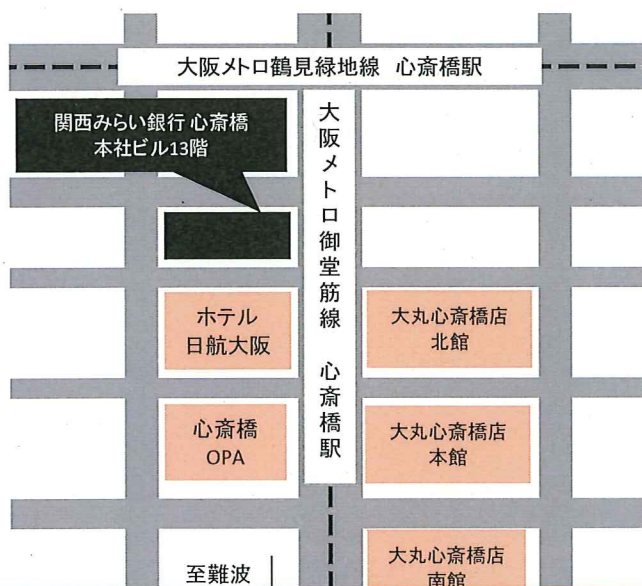 大阪メトロ鶴見緑地線 心斎橋駅
関西みらい銀行 心斎橋
本社ビル13階
大阪メトロ御堂筋線 心斎橋駅
ホテル
日航大阪
大丸心斎橋店
北館
心斎橋
OPA
大丸心斎橋店
本館
至難波
大丸心斎橋店
南館